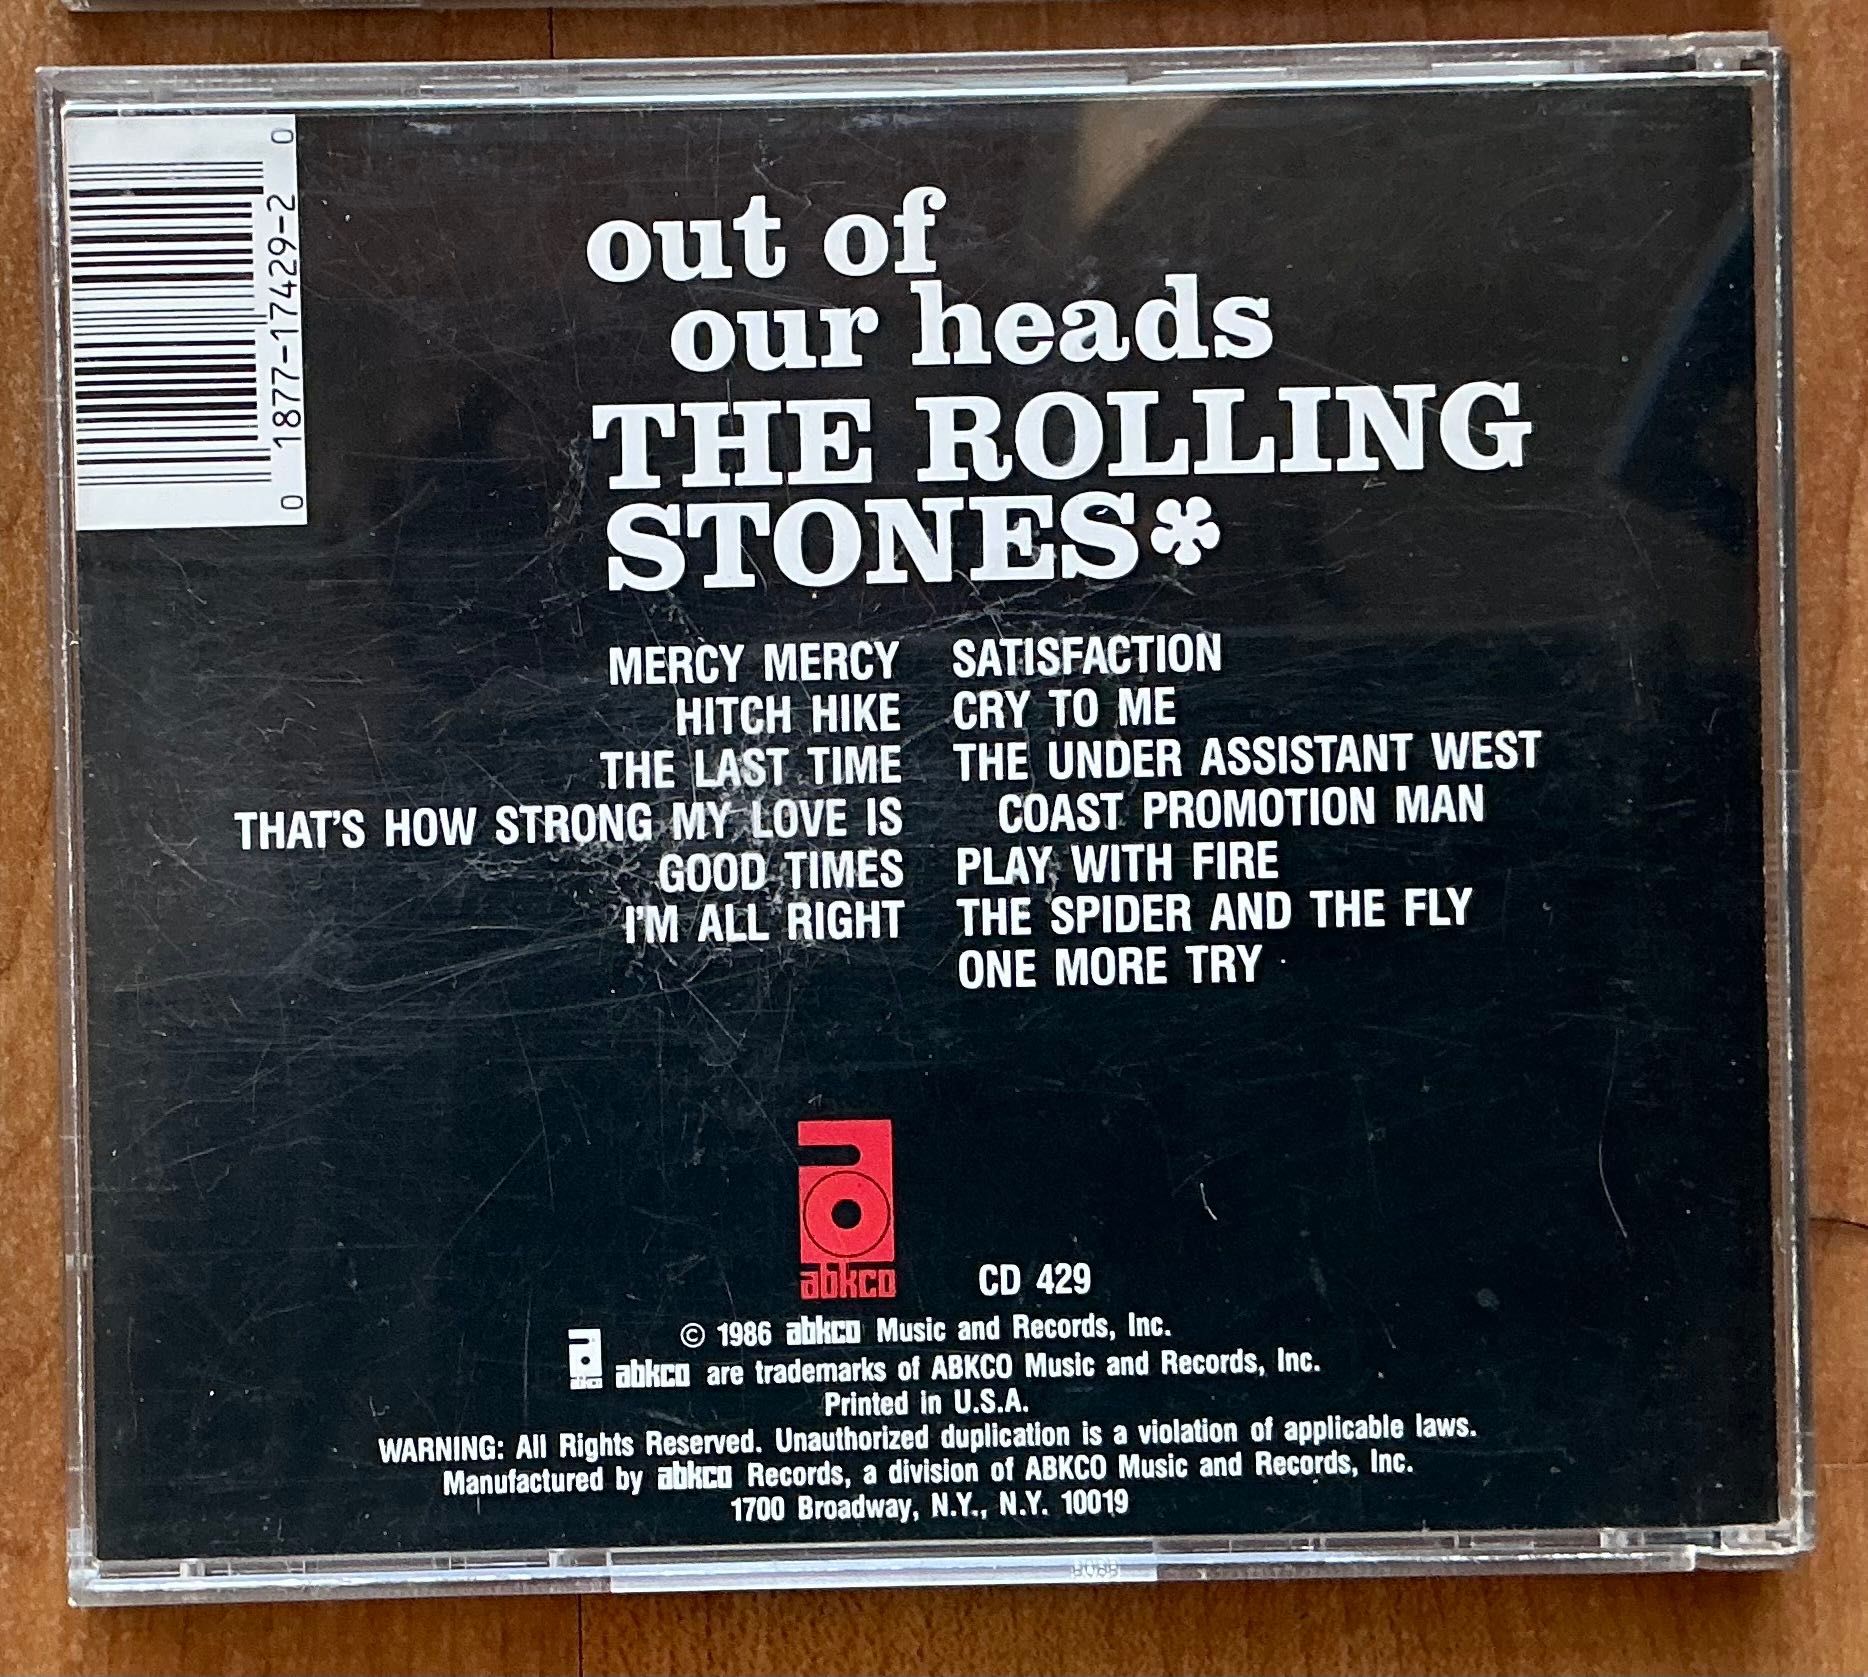 0 1877-17429-2 0
out of
our heads
THE ROLLING
STONES*
MERCY MERCY
HITCH HIKE
THE LAST TIME
THAT'S HOW STRONG MY LOVE IS
GOOD TIMES
I'M ALL RIGHT
SATISFACTION
CRY TO ME
THE UNDER ASSISTANT WEST
COAST PROMOTION MAN
PLAY WITH FIRE
THE SPIDER AND THE FLY
ONE MORE TRY
abkco
CD 429
© 1986 abkco Music and Records, Inc.
abkco abkco are trademarks of ABKCO Music and Records, Inc.
Printed in U.S.A.
WARNING: All Rights Reserved. Unauthorized duplication is a violation of applicable laws.
Manufactured by abkco Records, a division of ABKCO Music and Records, Inc.
1700 Broadway, N.Y., N.Y. 10019